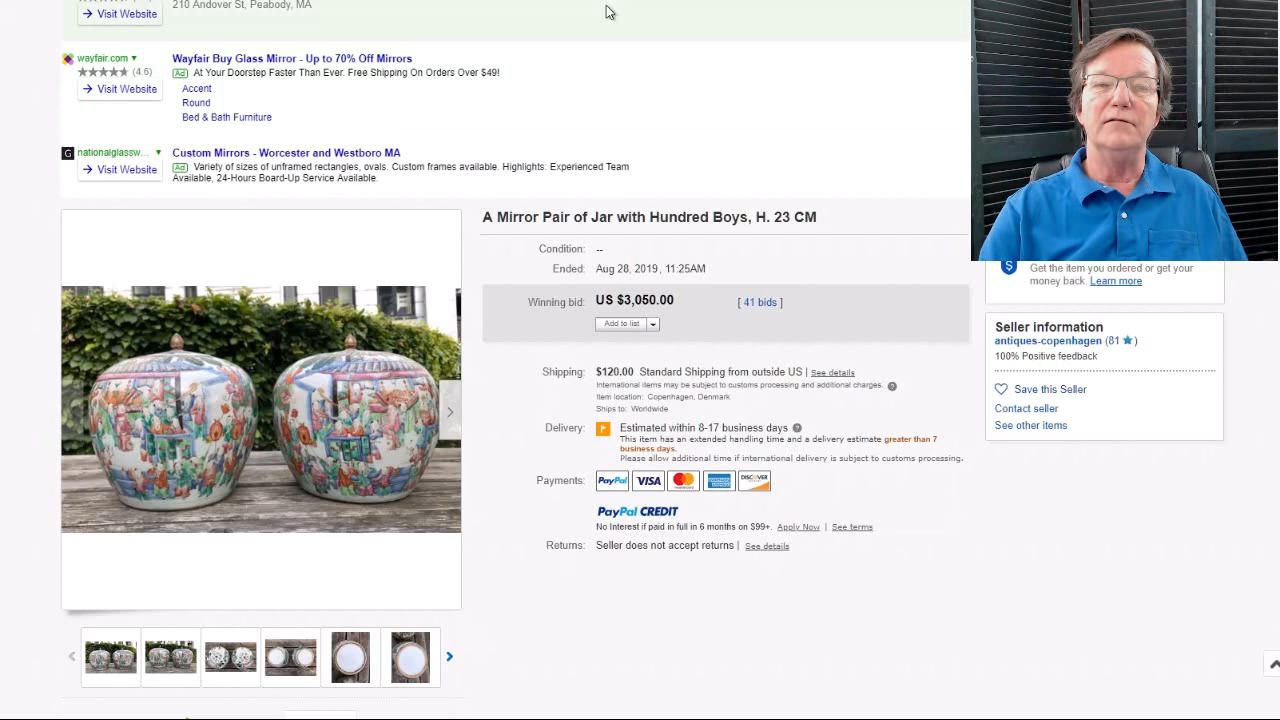 210 Andover St, Peabody, MA
→ Visit Website
wayfair.com ▾
Wayfair Buy Glass Mirror - Up to 70% Off Mirrors
(4.6)
Ad At Your Doorstep Faster Than Ever. Free Shipping On Orders Over $49!
→ Visit Website
Accent
Round
Bed & Bath Furniture
G nationalglassw... ▾
Custom Mirrors - Worcester and Westboro MA
→ Visit Website
Ad Variety of sizes of unframed rectangles, ovals. Custom frames available. Highlights: Experienced Team
Available, 24-Hours Board-Up Service Available.
A Mirror Pair of Jar with Hundred Boys, H. 23 CM
Condition: --
Ended: Aug 28, 2019 , 11:25AM
Winning bid: US $3,050.00 [ 41 bids ]
Add to list
Shipping: $120.00 Standard Shipping from outside US | See details
International items may be subject to customs processing and additional charges.
Item location: Copenhagen, Denmark
Ships to: Worldwide
Delivery: Estimated within 8-17 business days
This item has an extended handling time and a delivery estimate greater than 7
business days.
Please allow additional time if international delivery is subject to customs processing.
Payments: PayPal VISA MasterCard AMERICAN EXPRESS DISCOVER
PayPal CREDIT
No Interest if paid in full in 6 months on $99+. Apply Now | See terms
Returns: Seller does not accept returns | See details
$ Get the item you ordered or get your
money back. Learn more
Seller information
antiques-copenhagen (81 ★ )
100% Positive feedback
Save this Seller
Contact seller
See other items